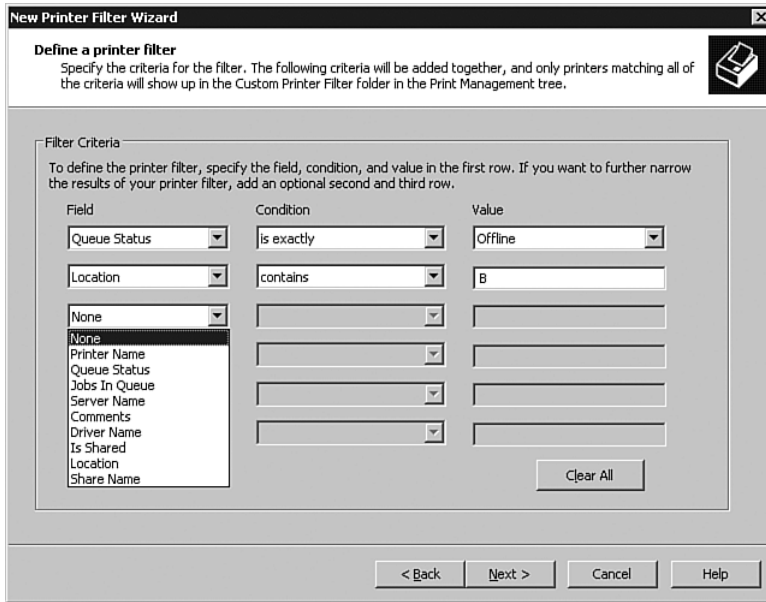 New Printer Filter Wizard
Define a printer filter
Specify the criteria for the filter. The following criteria will be added together, and only printers matching all of
the criteria will show up in the Custom Printer Filter folder in the Print Management tree.
Filter Criteria
To define the printer filter, specify the field, condition, and value in the first row. If you want to further narrow
the results of your printer filter, add an optional second and third row.
Field Condition Value
Queue Status is exactly Offline
Location contains B
None
None
Printer Name
Queue Status
Jobs In Queue
Server Name
Comments
Driver Name
Is Shared
Location
Share Name
Clear All
< Back Next > Cancel Help